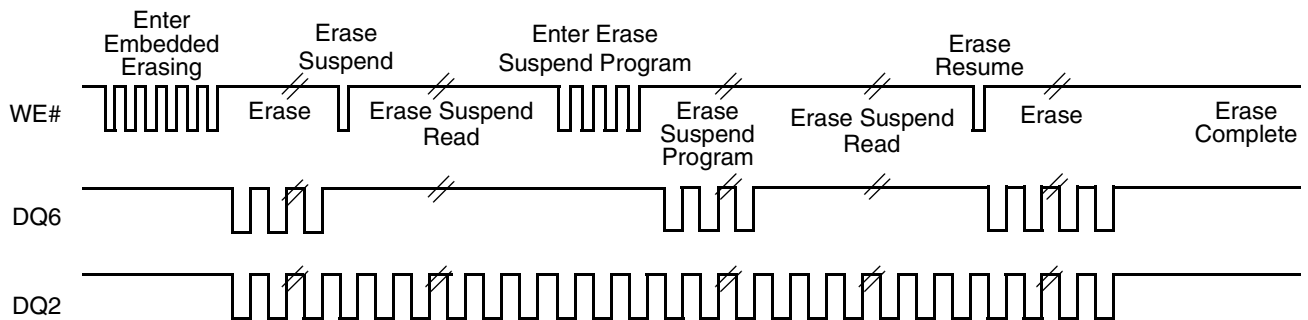 Enter
Embedded
Erasing
Erase
Suspend
Enter Erase
Suspend Program
Erase
Resume
WE#
Erase
Erase Suspend
Read
Erase
Suspend
Program
Erase Suspend
Read
Erase
Erase
Complete
DQ6
DQ2